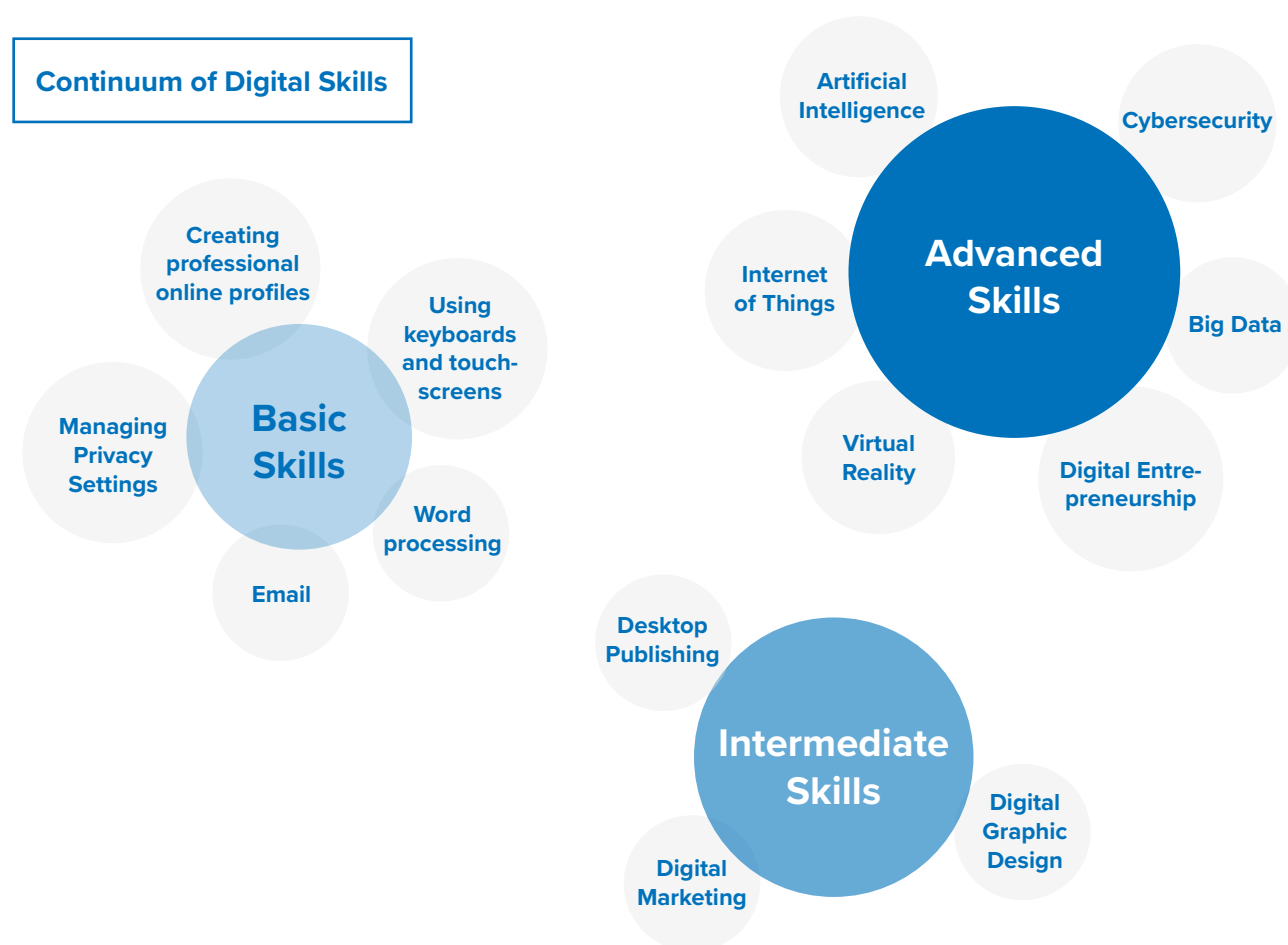 Continuum of Digital Skills
Creating
professional
online profiles
Using
keyboards
and touch-
screens
Managing
Privacy
Settings
Basic
Skills
Word
processing
Email
Artificial
Intelligence
Cybersecurity
Advanced
Skills
Internet
of Things
Big Data
Virtual
Reality
Digital Entre-
preneurship
Desktop
Publishing
Intermediate
Skills
Digital
Graphic
Design
Digital
Marketing